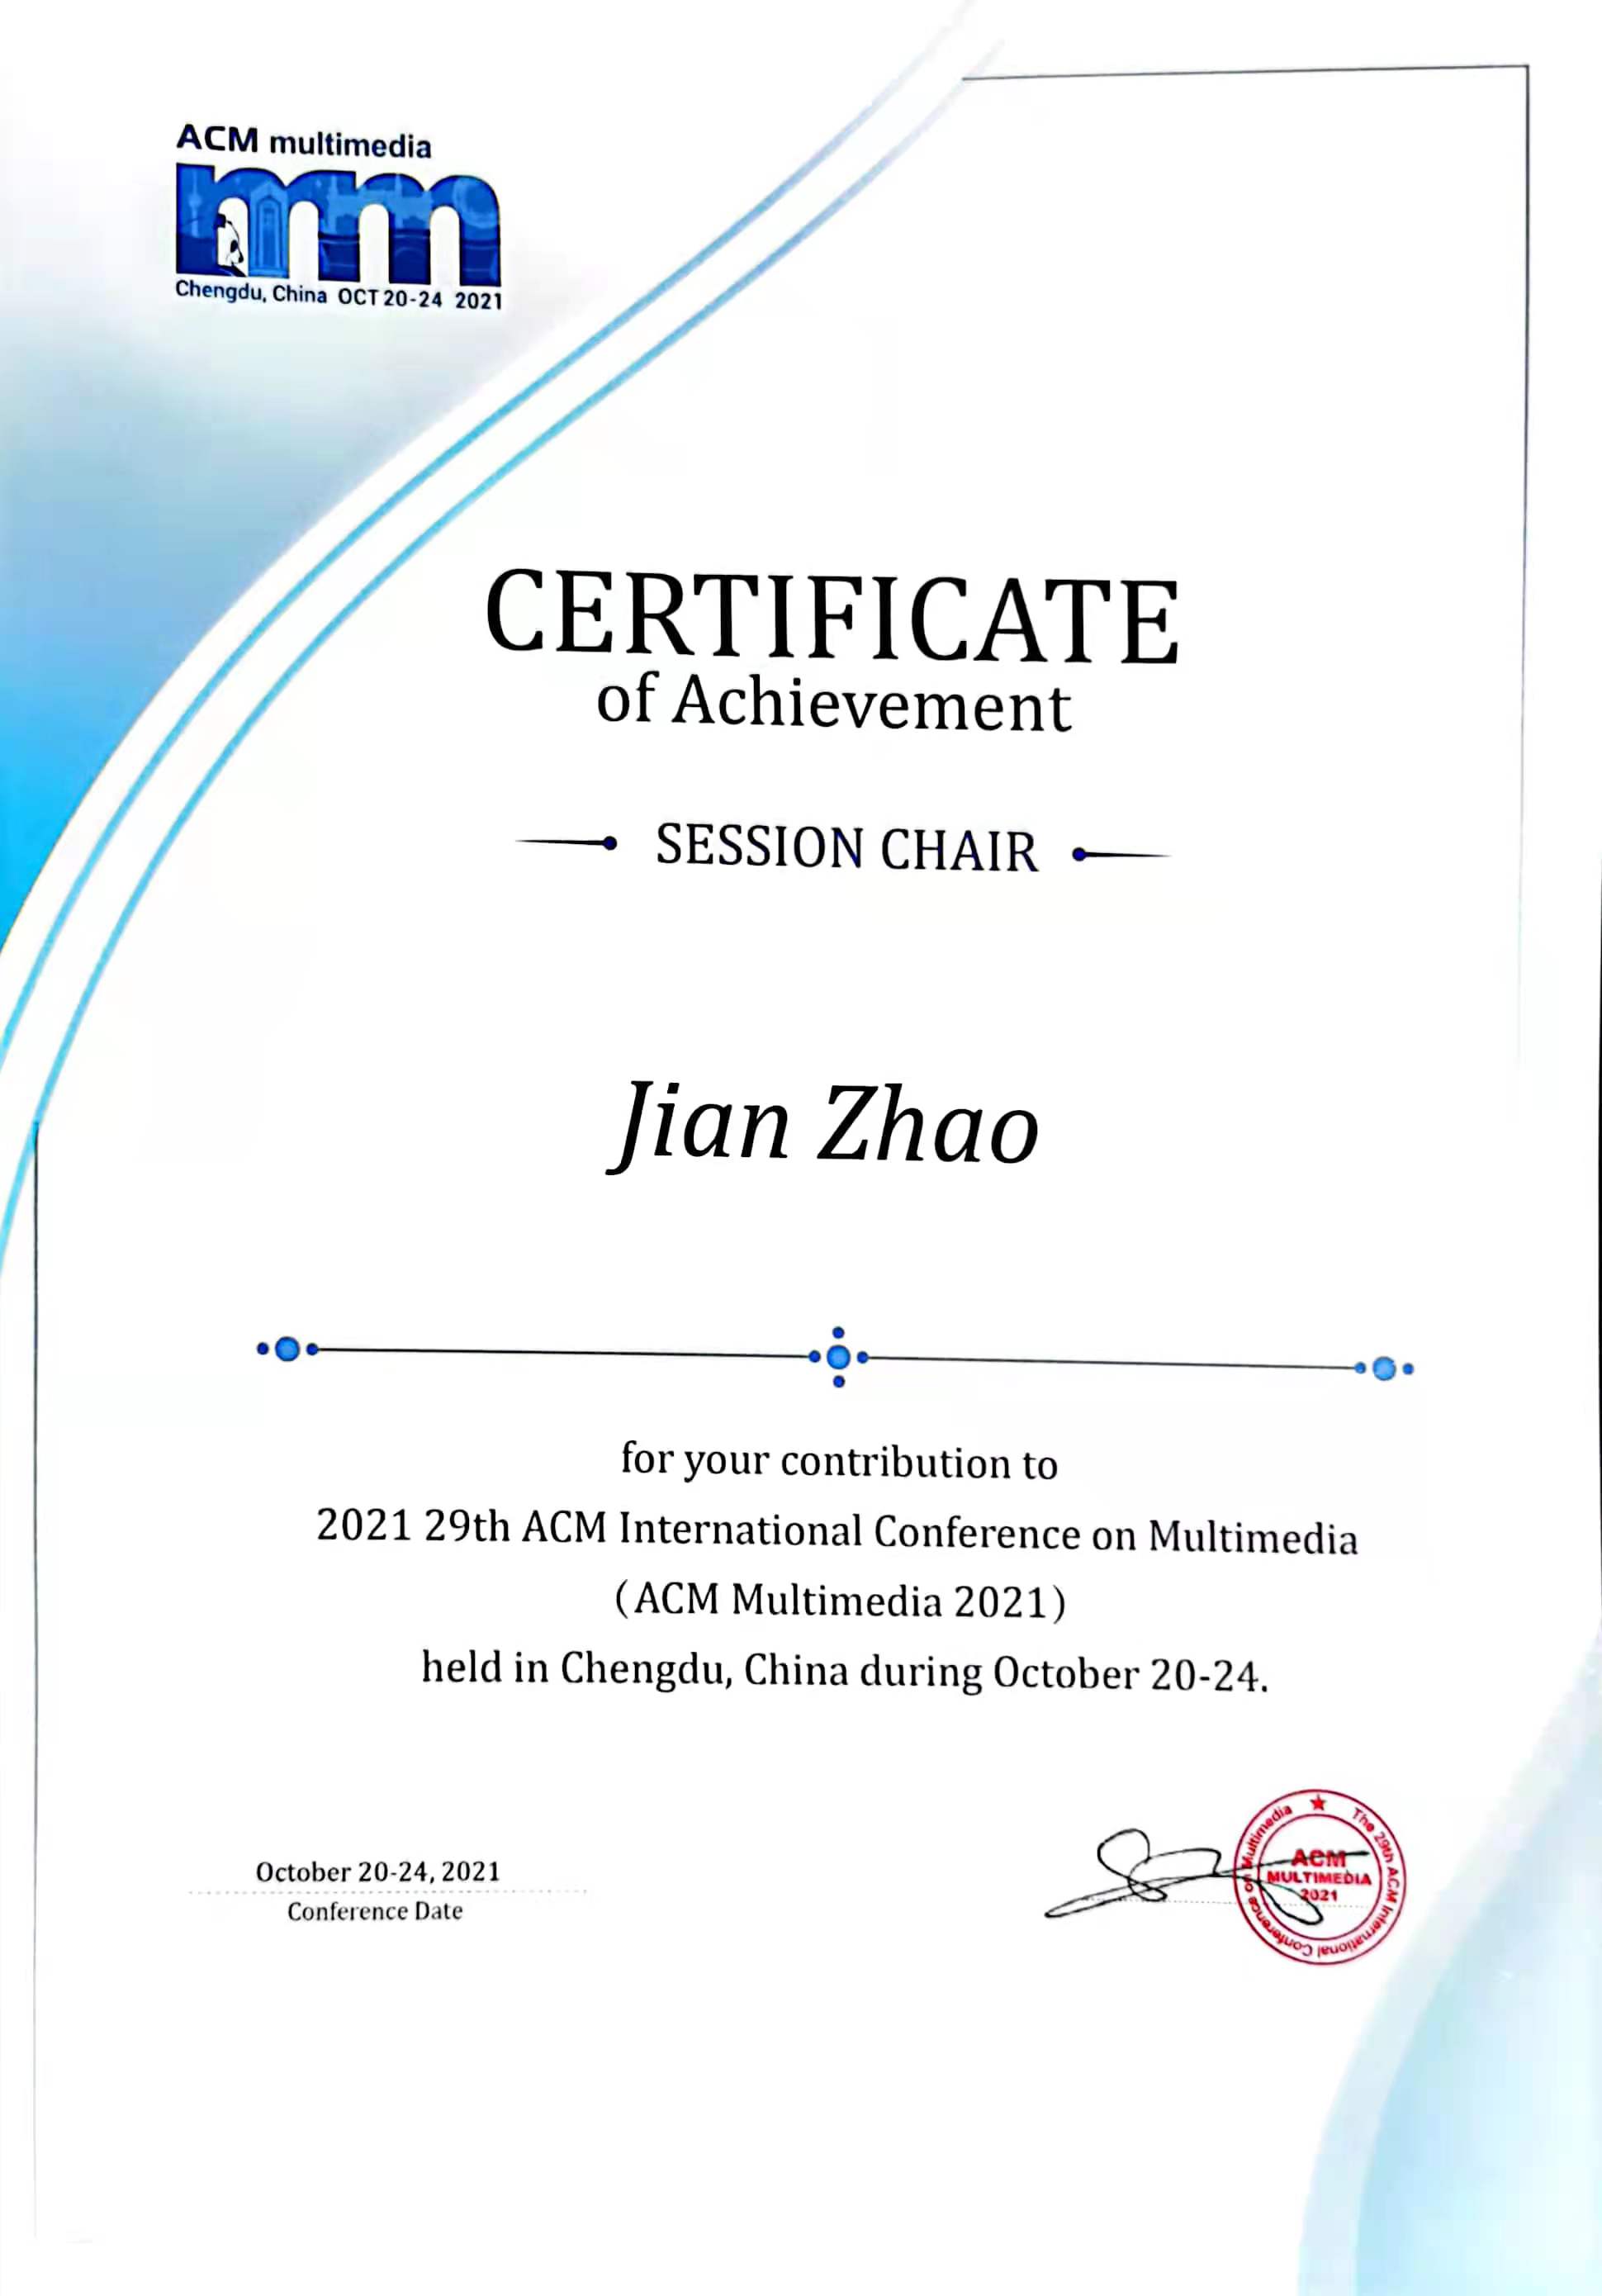 ACM multimedia
mm
Chengdu, China OCT 20-24 2021
CERTIFICATE
of Achievement
SESSION CHAIR
Jian Zhao
for your contribution to
2021 29th ACM International Conference on Multimedia
(ACM Multimedia 2021)
held in Chengdu, China during October 20-24.
October 20-24, 2021
Conference Date
The 29th ACM International Conference on Multimedia
ACM
MULTIMEDIA
2021